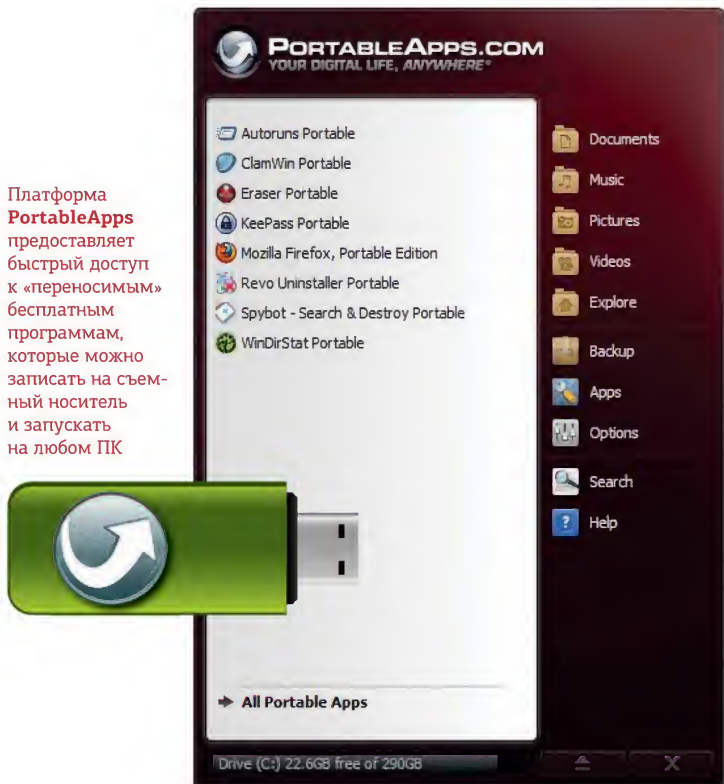 PORTABLEAPPS.COM
YOUR DIGITAL LIFE, ANYWHERE®
Платформа
PortableApps
предоставляет
быстрый доступ
к «переносимым»
бесплатным
программам,
которые можно
записать на съем-
ный носитель
и запускать
на любом ПК
Autoruns Portable
ClamWin Portable
Eraser Portable
KeePass Portable
Mozilla Firefox, Portable Edition
Revo Uninstaller Portable
Spybot - Search & Destroy Portable
WinDirStat Portable
All Portable Apps
Documents
Music
Pictures
Videos
Explore
Backup
Apps
Options
Search
Help
Drive (C:) 22.6GB free of 290GB